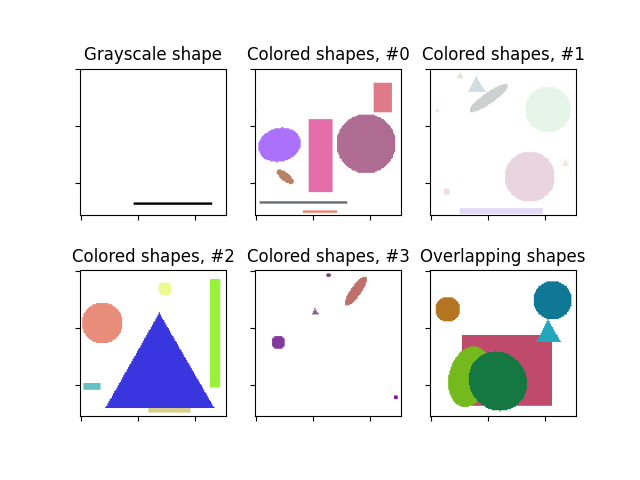 Grayscale shape
Colored shapes, #0
Colored shapes, #1
Colored shapes, #2
Colored shapes, #3
Overlapping shapes